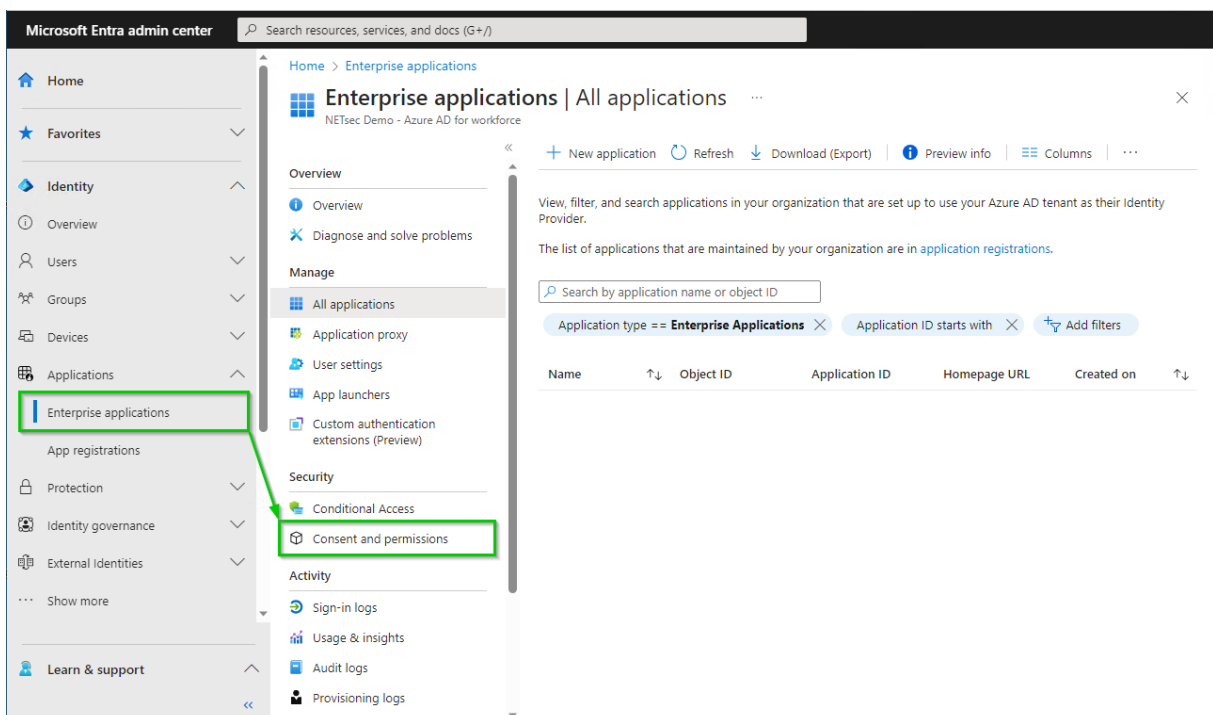 Microsoft Entra admin center
Search resources, services, and docs (G+/)
Home
Favorites
Identity
Overview
Users
Groups
Devices
Applications
Enterprise applications
App registrations
Protection
Identity governance
External Identities
Show more
Learn & support
Home > Enterprise applications
Enterprise applications | All applications
NETsec Demo - Azure AD for workforce
Overview
Overview
Diagnose and solve problems
Manage
All applications
Application proxy
User settings
App launchers
Custom authentication
extensions (Preview)
Security
Conditional Access
Consent and permissions
Activity
Sign-in logs
Usage & insights
Audit logs
Provisioning logs
New application Refresh Download (Export) Preview info Columns
View, filter, and search applications in your organization that are set up to use your Azure AD tenant as their Identity
Provider.
The list of applications that are maintained by your organization are in application registrations.
Search by application name or object ID
Application type == Enterprise Applications Application ID starts with Add filters
Name Object ID Application ID Homepage URL Created on